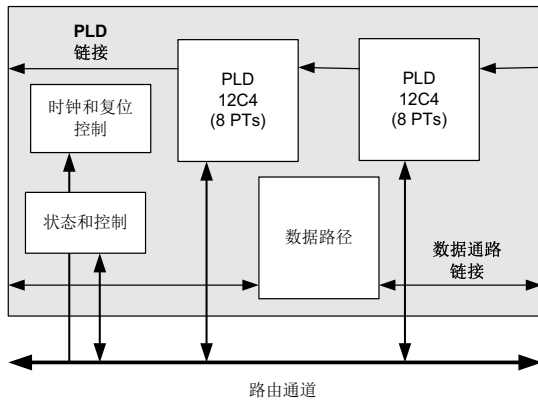 PLD
链接
PLD
12C4
(8 PTs)
PLD
12C4
(8 PTs)
时钟和复位
控制
状态和控制
数据路径
数据通路
链接
路由通道